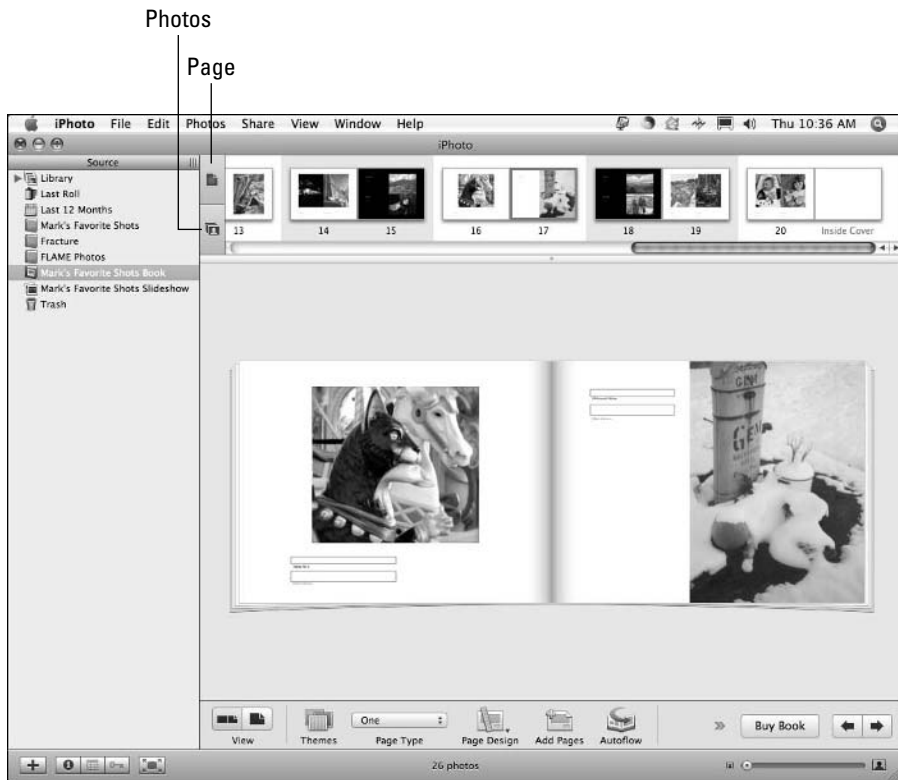 Photos
Page
iPhoto File Edit Photos Share View Window Help Thu 10:36 AM
iPhoto
Source
Library
Last Roll
Last 12 Months
Mark's Favorite Shots
Fracture
FLAME Photos
Mark's Favorite Shots Book
Mark's Favorite Shots Slideshow
Trash
13 14 15 16 17 18 19 20 Inside Cover
GEM
View Themes One Page Type Page Design Add Pages Autoflow Buy Book
26 photos